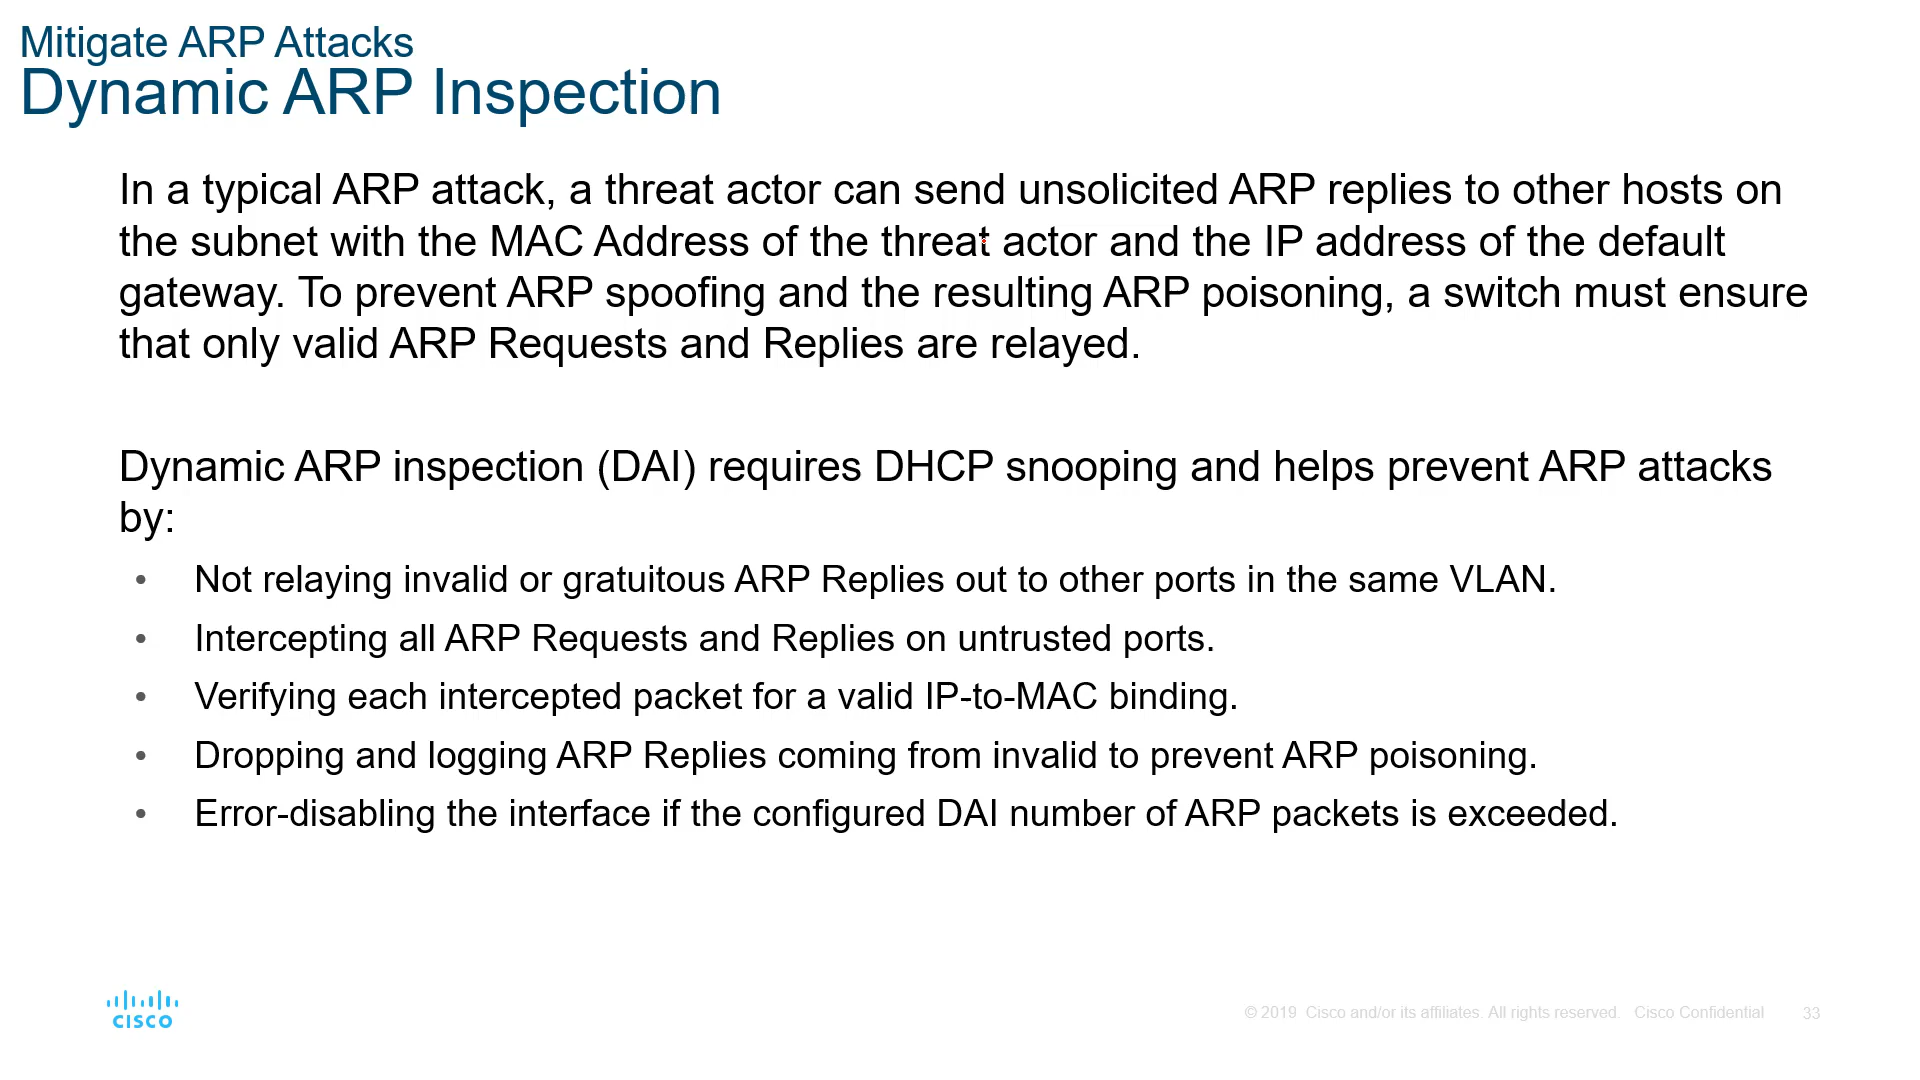 Mitigate ARP Attacks
Dynamic ARP Inspection
In a typical ARP attack, a threat actor can send unsolicited ARP replies to other hosts on
the subnet with the MAC Address of the threat actor and the IP address of the default
gateway. To prevent ARP spoofing and the resulting ARP poisoning, a switch must ensure
that only valid ARP Requests and Replies are relayed.
Dynamic ARP inspection (DAI) requires DHCP snooping and helps prevent ARP attacks
by:
• Not relaying invalid or gratuitous ARP Replies out to other ports in the same VLAN.
• Intercepting all ARP Requests and Replies on untrusted ports.
• Verifying each intercepted packet for a valid IP-to-MAC binding.
• Dropping and logging ARP Replies coming from invalid to prevent ARP poisoning.
• Error-disabling the interface if the configured DAI number of ARP packets is exceeded.
CISCO
© 2019 Cisco and/or its affiliates. All rights reserved. Cisco Confidential 33